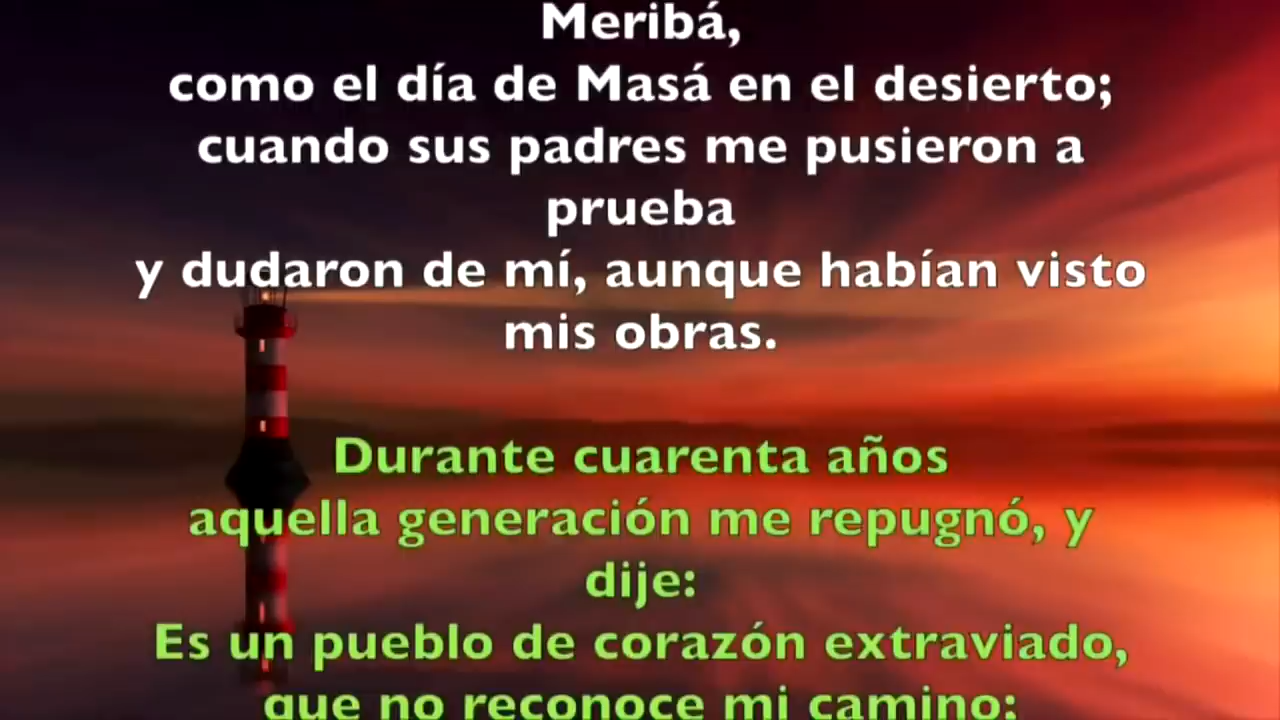 Meribá,
como el día de Masá en el desierto;
cuando sus padres me pusieron a
prueba
y dudaron de mí, aunque habían visto
mis obras.
Durante cuarenta años
aquella generación me repugnó, y
dije:
Es un pueblo de corazón extraviado,
que no reconoce mi camino;